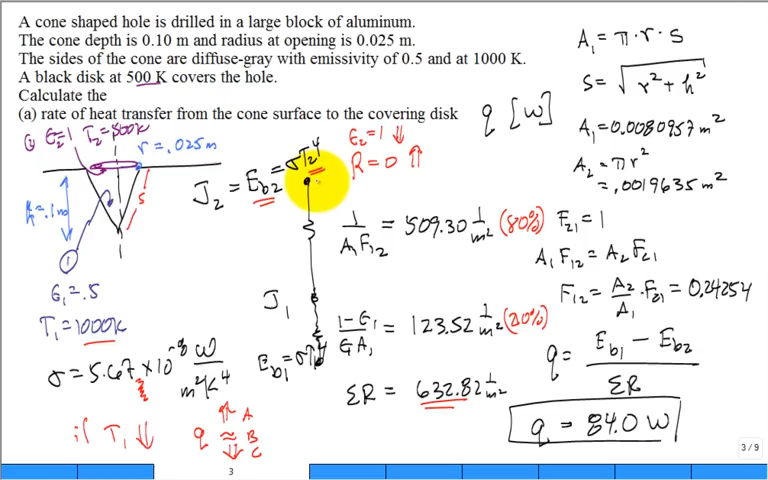 A cone shaped hole is drilled in a large block of aluminum.
The cone depth is 0.10 m and radius at opening is 0.025 m.
The sides of the cone are diffuse-gray with emissivity of 0.5 and at 1000 K.
A black disk at 500 K covers the hole.
Calculate the
(a) rate of heat transfer from the cone surface to the covering disk
q [W]
A₁ = π · r · s
s = √(r² + h²)
A₁ = 0.0080957 m²
A₂ = πr²
= .0019635 m²
② ε₂=1 T₂=500K
r = .025m
h = .1m
s
①
ε₁ = .5
T₁ = 1000K
σ = 5.67 × 10⁻⁸ W/m²K⁴
if T₁ ↓ q ↑↑ A
≈ B
↓↓ C
J₂ = Eb₂ = σT₂⁴
ε₂ = 1 ↓
R = 0 ↑
1/(A₁F₁₂) = 509.30 1/m² (80%)
J₁
(1-ε₁)/(ε₁A₁) = 123.52 1/m² (20%)
Eb₁ = σT₁⁴
ΣR = 632.82 1/m²
F₂₁ = 1
A₁F₁₂ = A₂F₂₁
F₁₂ = A₂/A₁ · F₂₁ = 0.24254
q = (Eb₁ - Eb₂)/ΣR
q = 84.0 W
3/9
3